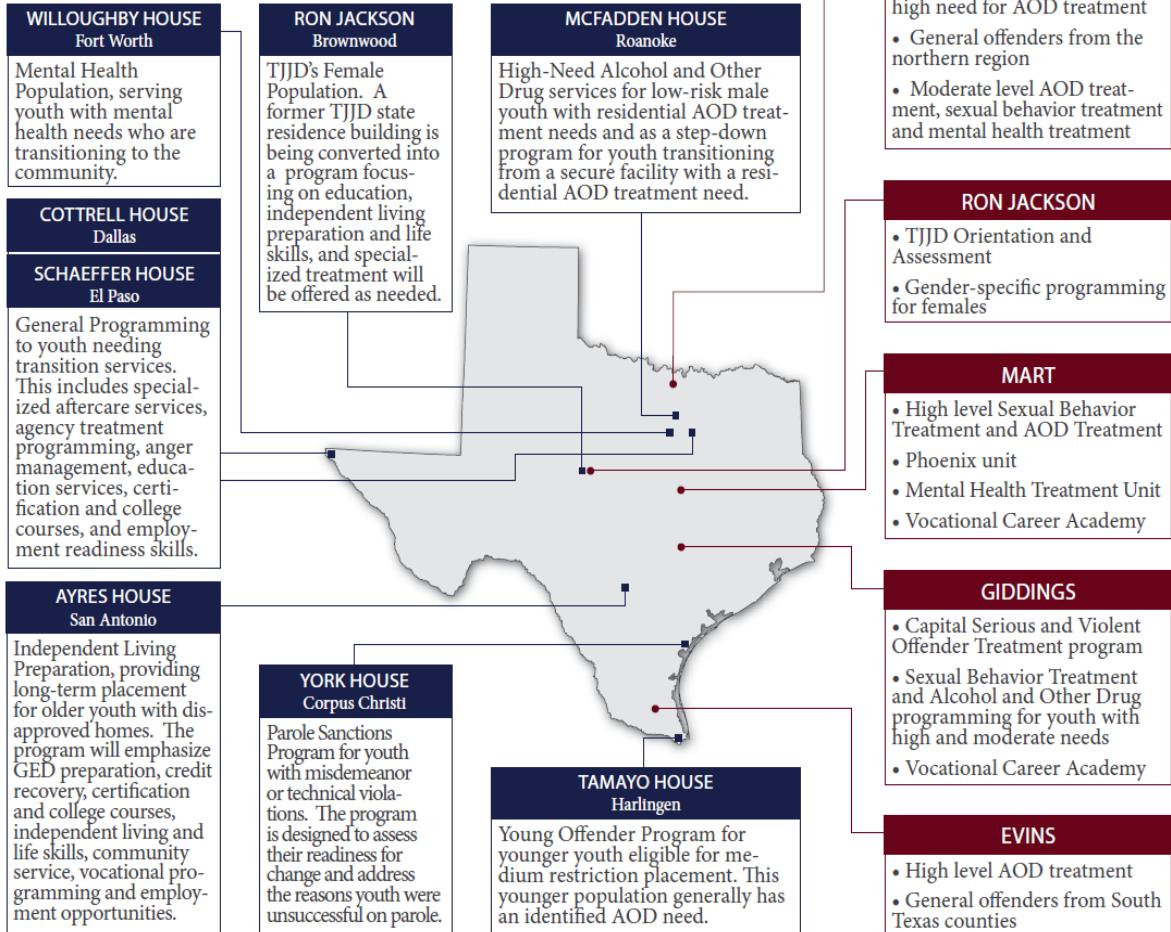 WILLOUGHBY HOUSE
Fort Worth
Mental Health
Population, serving
youth with mental
health needs who are
transitioning to the
community.
COTTRELL HOUSE
Dallas
SCHAEFFER HOUSE
El Paso
General Programming
to youth needing
transition services.
This includes special-
ized aftercare services,
agency treatment
programming, anger
management, educa-
tion services, certi-
fication and college
courses, and employ-
ment readiness skills.
AYRES HOUSE
San Antonio
Independent Living
Preparation, providing
long-term placement
for older youth with dis-
approved homes. The
program will emphasize
GED preparation, credit
recovery, certification
and college courses,
independent living and
life skills, community
service, vocational pro-
gramming and employ-
ment opportunities.
RON JACKSON
Brownwood
TJJD's Female
Population. A
former TJJD state
residence building is
being converted into
a program focus-
ing on education,
independent living
preparation and life
skills, and special-
ized treatment will
be offered as needed.
YORK HOUSE
Corpus Christi
Parole Sanctions
Program for youth
with misdemeanor
or technical viola-
tions. The program
is designed to assess
their readiness for
change and address
the reasons youth were
unsuccessful on parole.
MCFADDEN HOUSE
Roanoke
High-Need Alcohol and Other
Drug services for low-risk male
youth with residential AOD treat-
ment needs and as a step-down
program for youth transitioning
from a secure facility with a resi-
dential AOD treatment need.
TAMAYO HOUSE
Harlingen
Young Offender Program for
younger youth eligible for me-
dium restriction placement. This
younger population generally has
an identified AOD need.
high need for AOD treatment
• General offenders from the
northern region
• Moderate level AOD treat-
ment, sexual behavior treatment
and mental health treatment
RON JACKSON
• TJJD Orientation and
Assessment
• Gender-specific programming
for females
MART
• High level Sexual Behavior
Treatment and AOD Treatment
• Phoenix unit
• Mental Health Treatment Unit
• Vocational Career Academy
GIDDINGS
• Capital Serious and Violent
Offender Treatment program
• Sexual Behavior Treatment
and Alcohol and Other Drug
programming for youth with
high and moderate needs
• Vocational Career Academy
EVINS
• High level AOD treatment
• General offenders from South
Texas counties